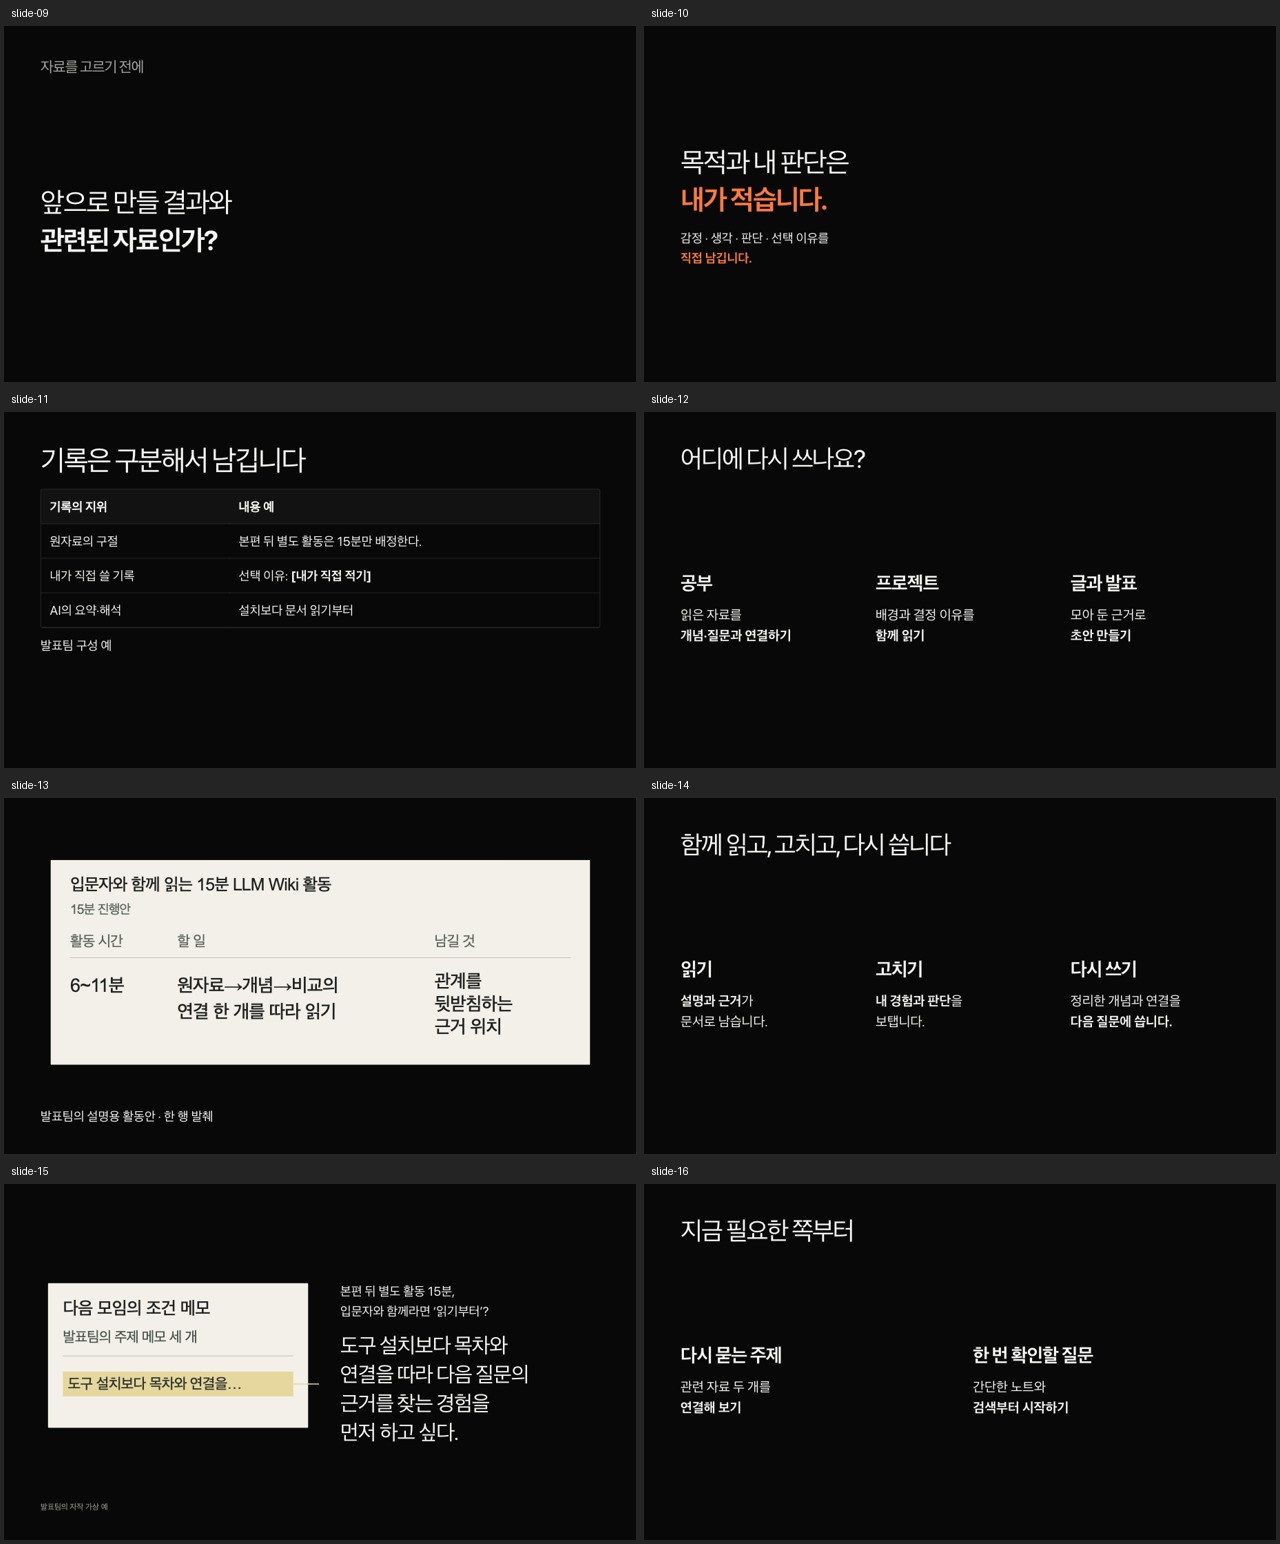 slide-09
자료를 고르기 전에
앞으로 만들 결과와
관련된 자료인가?
slide-10
목적과 내 판단은
내가 적습니다.
감정 · 생각 · 판단 · 선택 이유를
직접 남깁니다.
slide-11
기록은 구분해서 남깁니다
기록의 지위 내용 예
원자료의 구절 본편 뒤 별도 활동은 15분만 배정한다.
내가 직접 쓸 기록 선택 이유: [내가 직접 적기]
AI의 요약·해석 설치보다 문서 읽기부터
발표팀 구성 예
slide-12
어디에 다시 쓰나요?
공부
읽은 자료를
개념·질문과 연결하기
프로젝트
배경과 결정 이유를
함께 읽기
글과 발표
모아 둔 근거로
초안 만들기
slide-13
입문자와 함께 읽는 15분 LLM Wiki 활동
15분 진행안
활동 시간 할 일 남길 것
6~11분
원자료→개념→비교의
연결 한 개를 따라 읽기
관계를
뒷받침하는
근거 위치
발표팀의 설명용 활동안 · 한 행 발췌
slide-14
함께 읽고, 고치고, 다시 씁니다
읽기
설명과 근거가
문서로 남습니다.
고치기
내 경험과 판단을
보탭니다.
다시 쓰기
정리한 개념과 연결을
다음 질문에 씁니다.
slide-15
다음 모임의 조건 메모
발표팀의 주제 메모 세 개
도구 설치보다 목차와 연결을…
본편 뒤 별도 활동 15분,
입문자와 함께라면 ‘읽기부터’?
도구 설치보다 목차와
연결을 따라 다음 질문의
근거를 찾는 경험을
먼저 하고 싶다.
발표팀의 자작 가상 예
slide-16
지금 필요한 쪽부터
다시 묻는 주제
관련 자료 두 개를
연결해 보기
한 번 확인할 질문
간단한 노트와
검색부터 시작하기